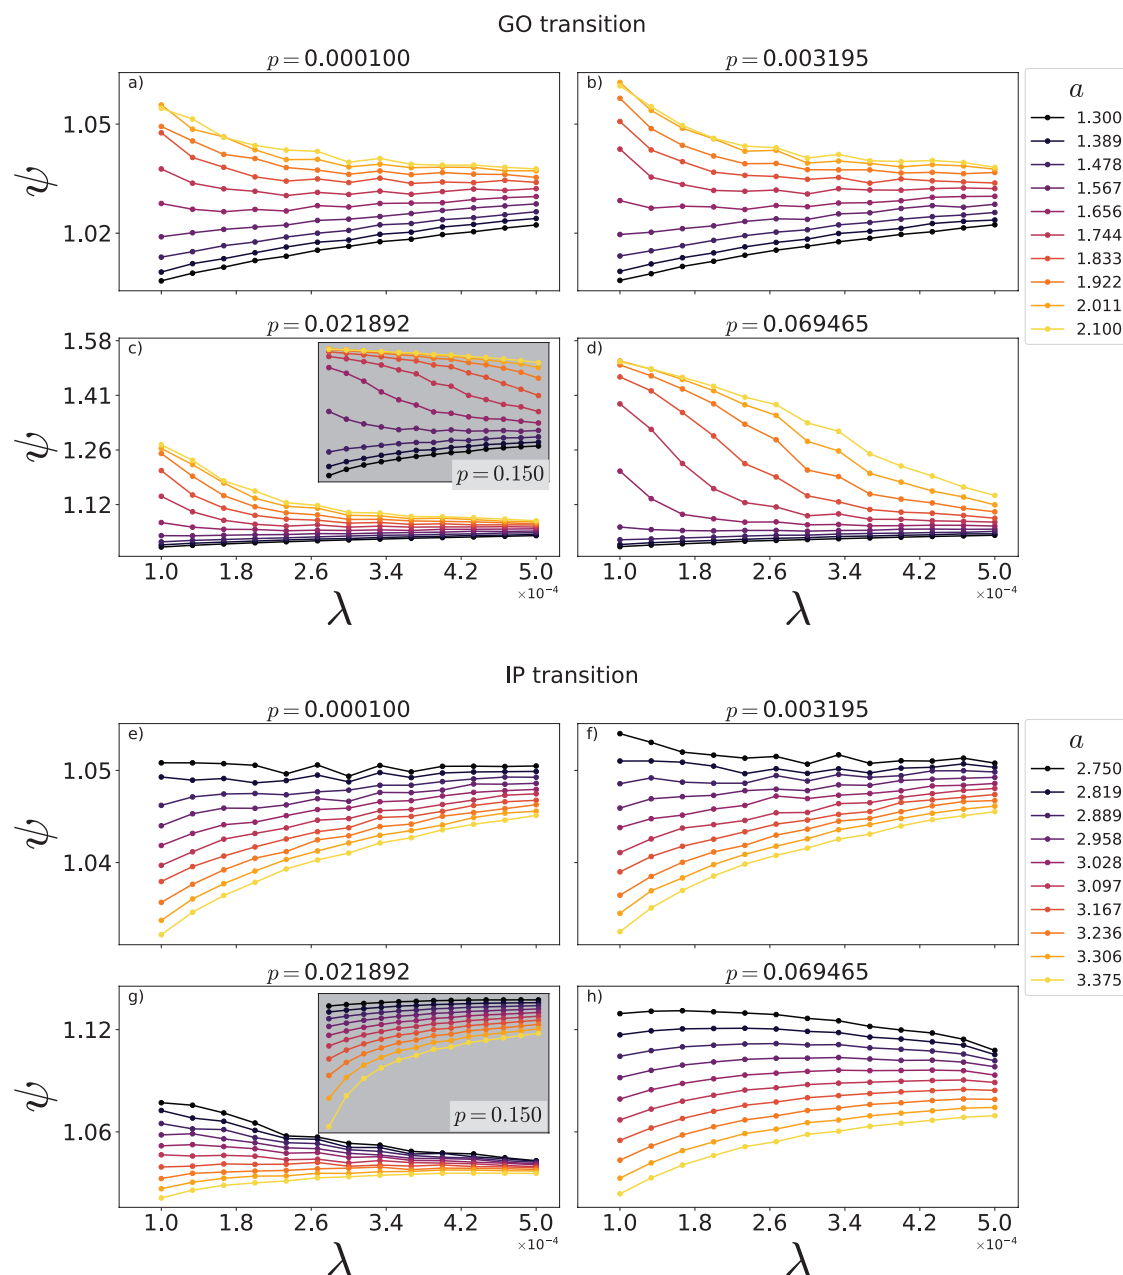 GO transition
p = 0.000100
p = 0.003195
a)
b)
ψ
1.05
1.02
a
1.300
1.389
1.478
1.567
1.656
1.744
1.833
1.922
2.011
2.100
p = 0.021892
p = 0.069465
c)
d)
ψ
1.58
1.41
1.26
1.12
p = 0.150
1.0 1.8 2.6 3.4 4.2 5.0
×10⁻⁴
λ
1.0 1.8 2.6 3.4 4.2 5.0
×10⁻⁴
λ
IP transition
p = 0.000100
p = 0.003195
e)
f)
ψ
1.05
1.04
a
2.750
2.819
2.889
2.958
3.028
3.097
3.167
3.236
3.306
3.375
p = 0.021892
p = 0.069465
g)
h)
ψ
1.12
1.06
p = 0.150
1.0 1.8 2.6 3.4 4.2 5.0
×10⁻⁴
λ
1.0 1.8 2.6 3.4 4.2 5.0
×10⁻⁴
λ